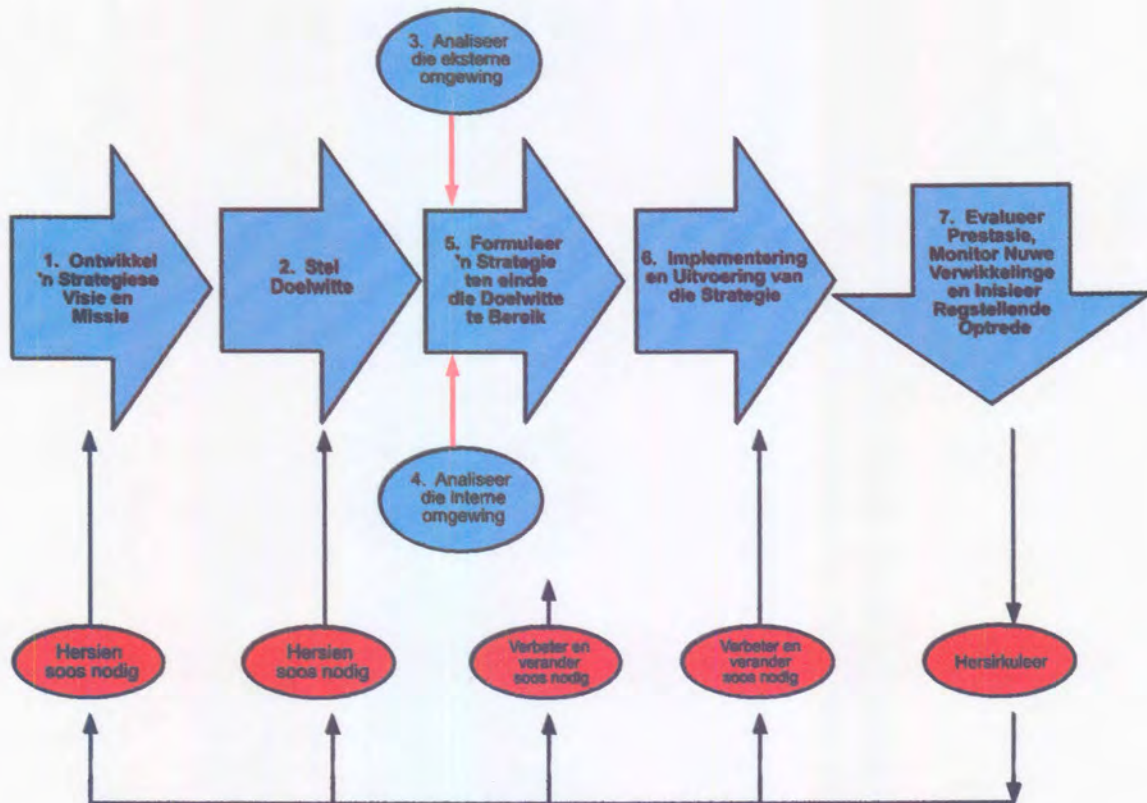 3. Analiseer
die eksterne
omgewing
1. Ontwikkel
'n Strategiese
Visie en
Missie
2. Stel
Doelwitte
5. Formuleer
'n Strategie
ten einde
die Doelwitte
te Bereik
6. Implementering
en Uitvoering van
die Strategie
7. Evalueer
Prestasie,
Monitor Nuwe
Verwikkelinge
en Inisieer
Regstellende
Optrede
4. Analiseer
die interne
omgewing
Hersien
soos nodig
Hersien
soos nodig
Verbeter en
verander
soos nodig
Verbeter en
verander
soos nodig
Hersirkuleer